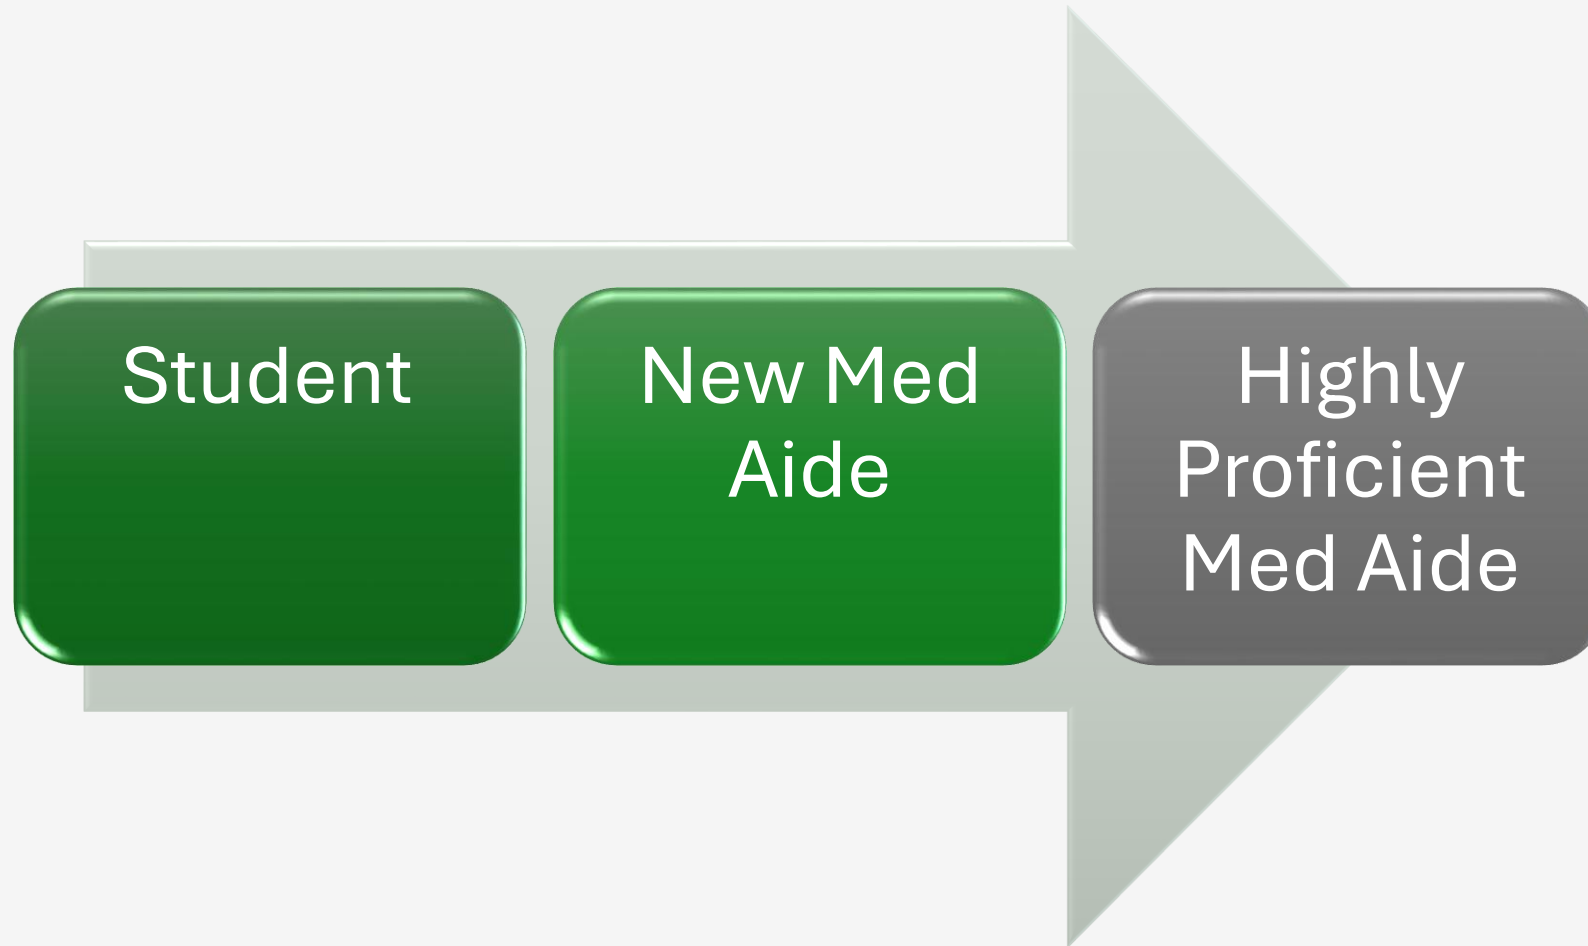 Student
New Med
Aide
Highly
Proficient
Med Aide